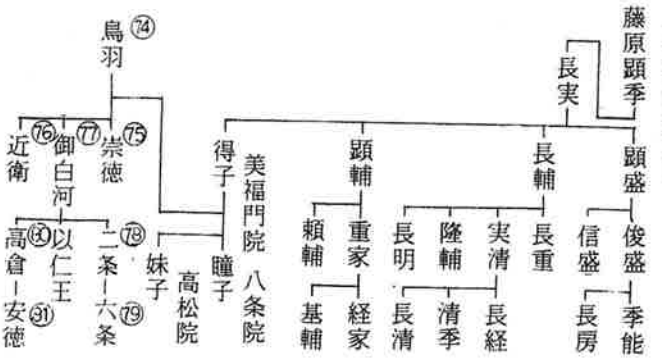 藤原顕季
長実
顕盛
俊盛
季能
長房
信盛
長輔
長重
実清
長経
清季
長清
隆輔
長明
顕輔
重家
経家
基輔
頼輔
得子
美福門院
八条院
暲子
高松院
妹子
鳥羽 74
崇徳 75
御白河 77
近衛 76
二条－六条
78
79
以仁王
高倉－安徳
80
81